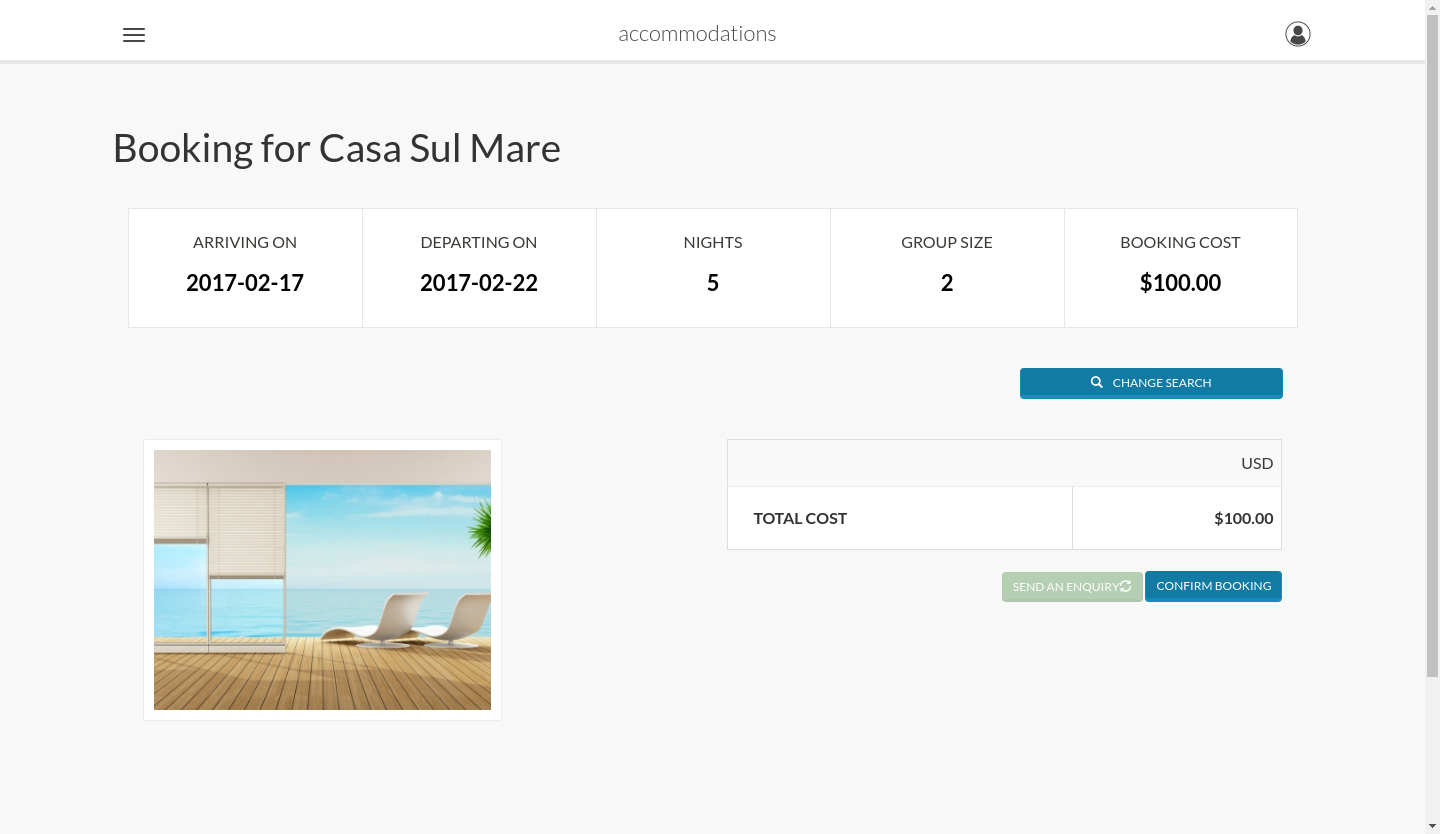 accommodations
Booking for Casa Sul Mare
ARRIVING ON
2017-02-17
DEPARTING ON
2017-02-22
NIGHTS
5
GROUP SIZE
2
BOOKING COST
$100.00
CHANGE SEARCH
USD
TOTAL COST
$100.00
SEND AN ENQUIRY
CONFIRM BOOKING